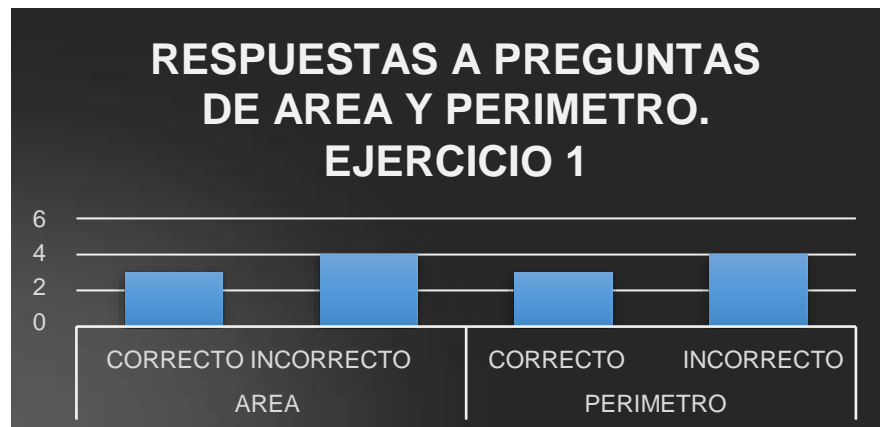 RESPUESTAS A PREGUNTAS
DE AREA Y PERIMETRO.
EJERCICIO 1
6
4
2
0
CORRECTO INCORRECTO CORRECTO INCORRECTO
AREA PERIMETRO